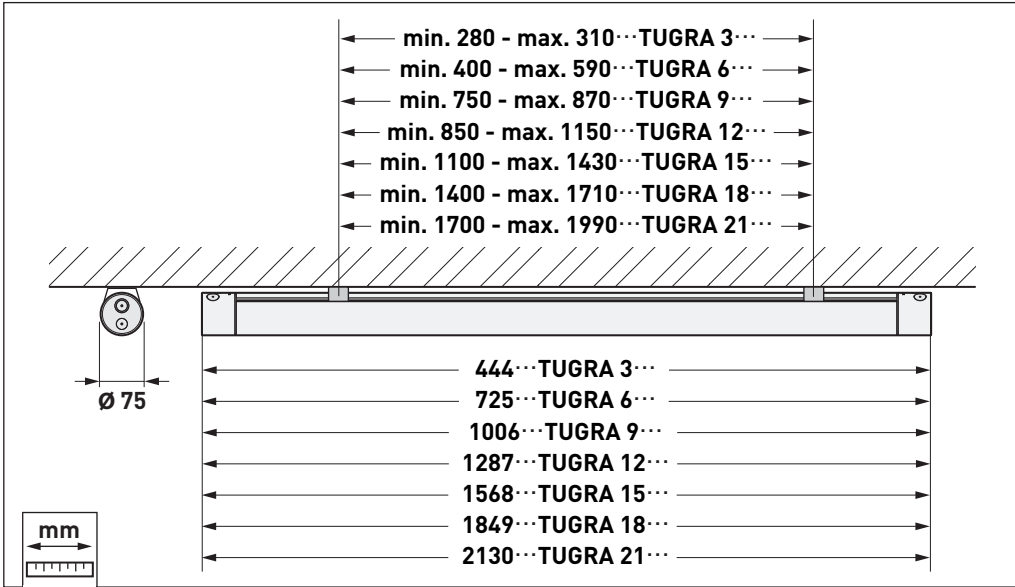 min. 280 - max. 310···TUGRA 3···
min. 400 - max. 590···TUGRA 6···
min. 750 - max. 870···TUGRA 9···
min. 850 - max. 1150···TUGRA 12···
min. 1100 - max. 1430···TUGRA 15···
min. 1400 - max. 1710···TUGRA 18···
min. 1700 - max. 1990···TUGRA 21···
Ø 75
444···TUGRA 3···
725···TUGRA 6···
1006···TUGRA 9···
1287···TUGRA 12···
1568···TUGRA 15···
1849···TUGRA 18···
2130···TUGRA 21···
mm